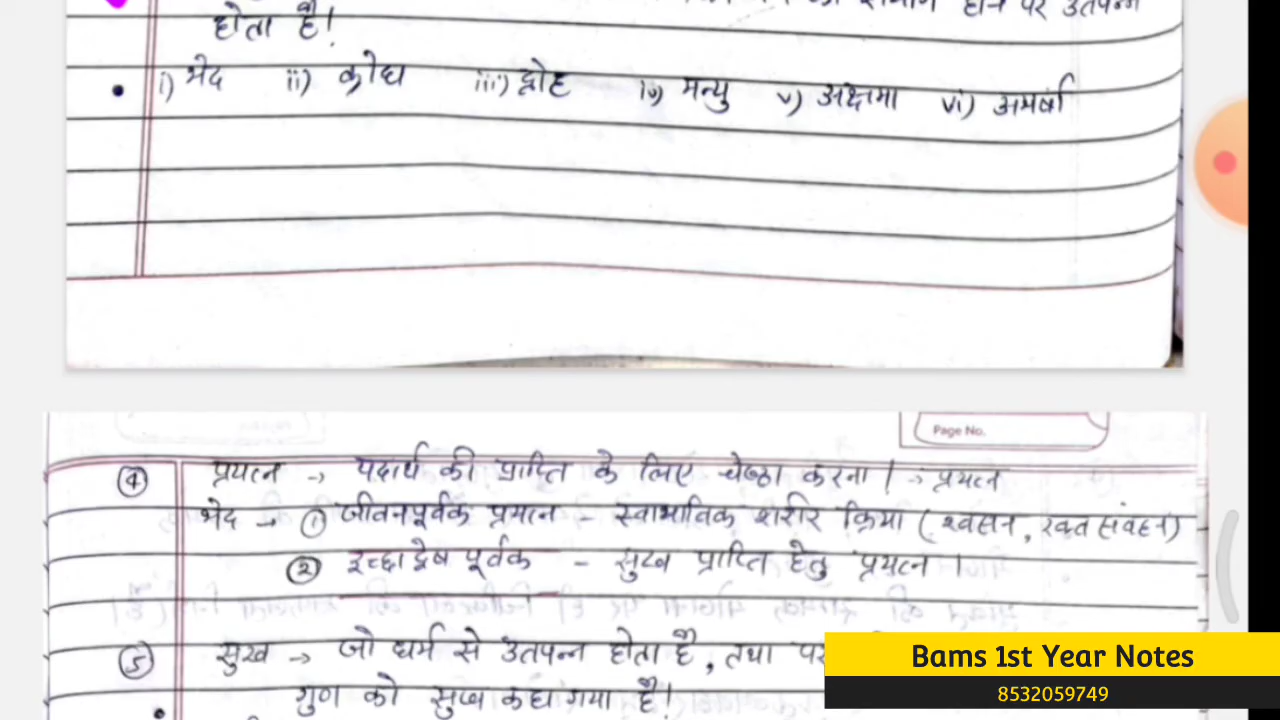 होने पर उतपन्न
होता है!
• i) भेद ii) क्रोध iii) द्रोह iv) मन्यु v) अक्षमा vi) अमर्षा
Page No.
④ प्रयत्न → पदार्थ की प्राप्ति के लिए चेष्ठा करना। → प्रयत्न
भेद → ① जीवनपूर्वक प्रयत्न - स्वाभाविक शरीर क्रिया ( श्वसन, रक्त संवहन)
② इच्छाद्वेष पूर्वक - सुख प्राप्ति हेतु प्रयत्न ।
⑤ सुख → जो धर्म से उतपन्न होता है, तथा
गुण को सुख कहा गया है!
Bams 1st Year Notes
8532059749